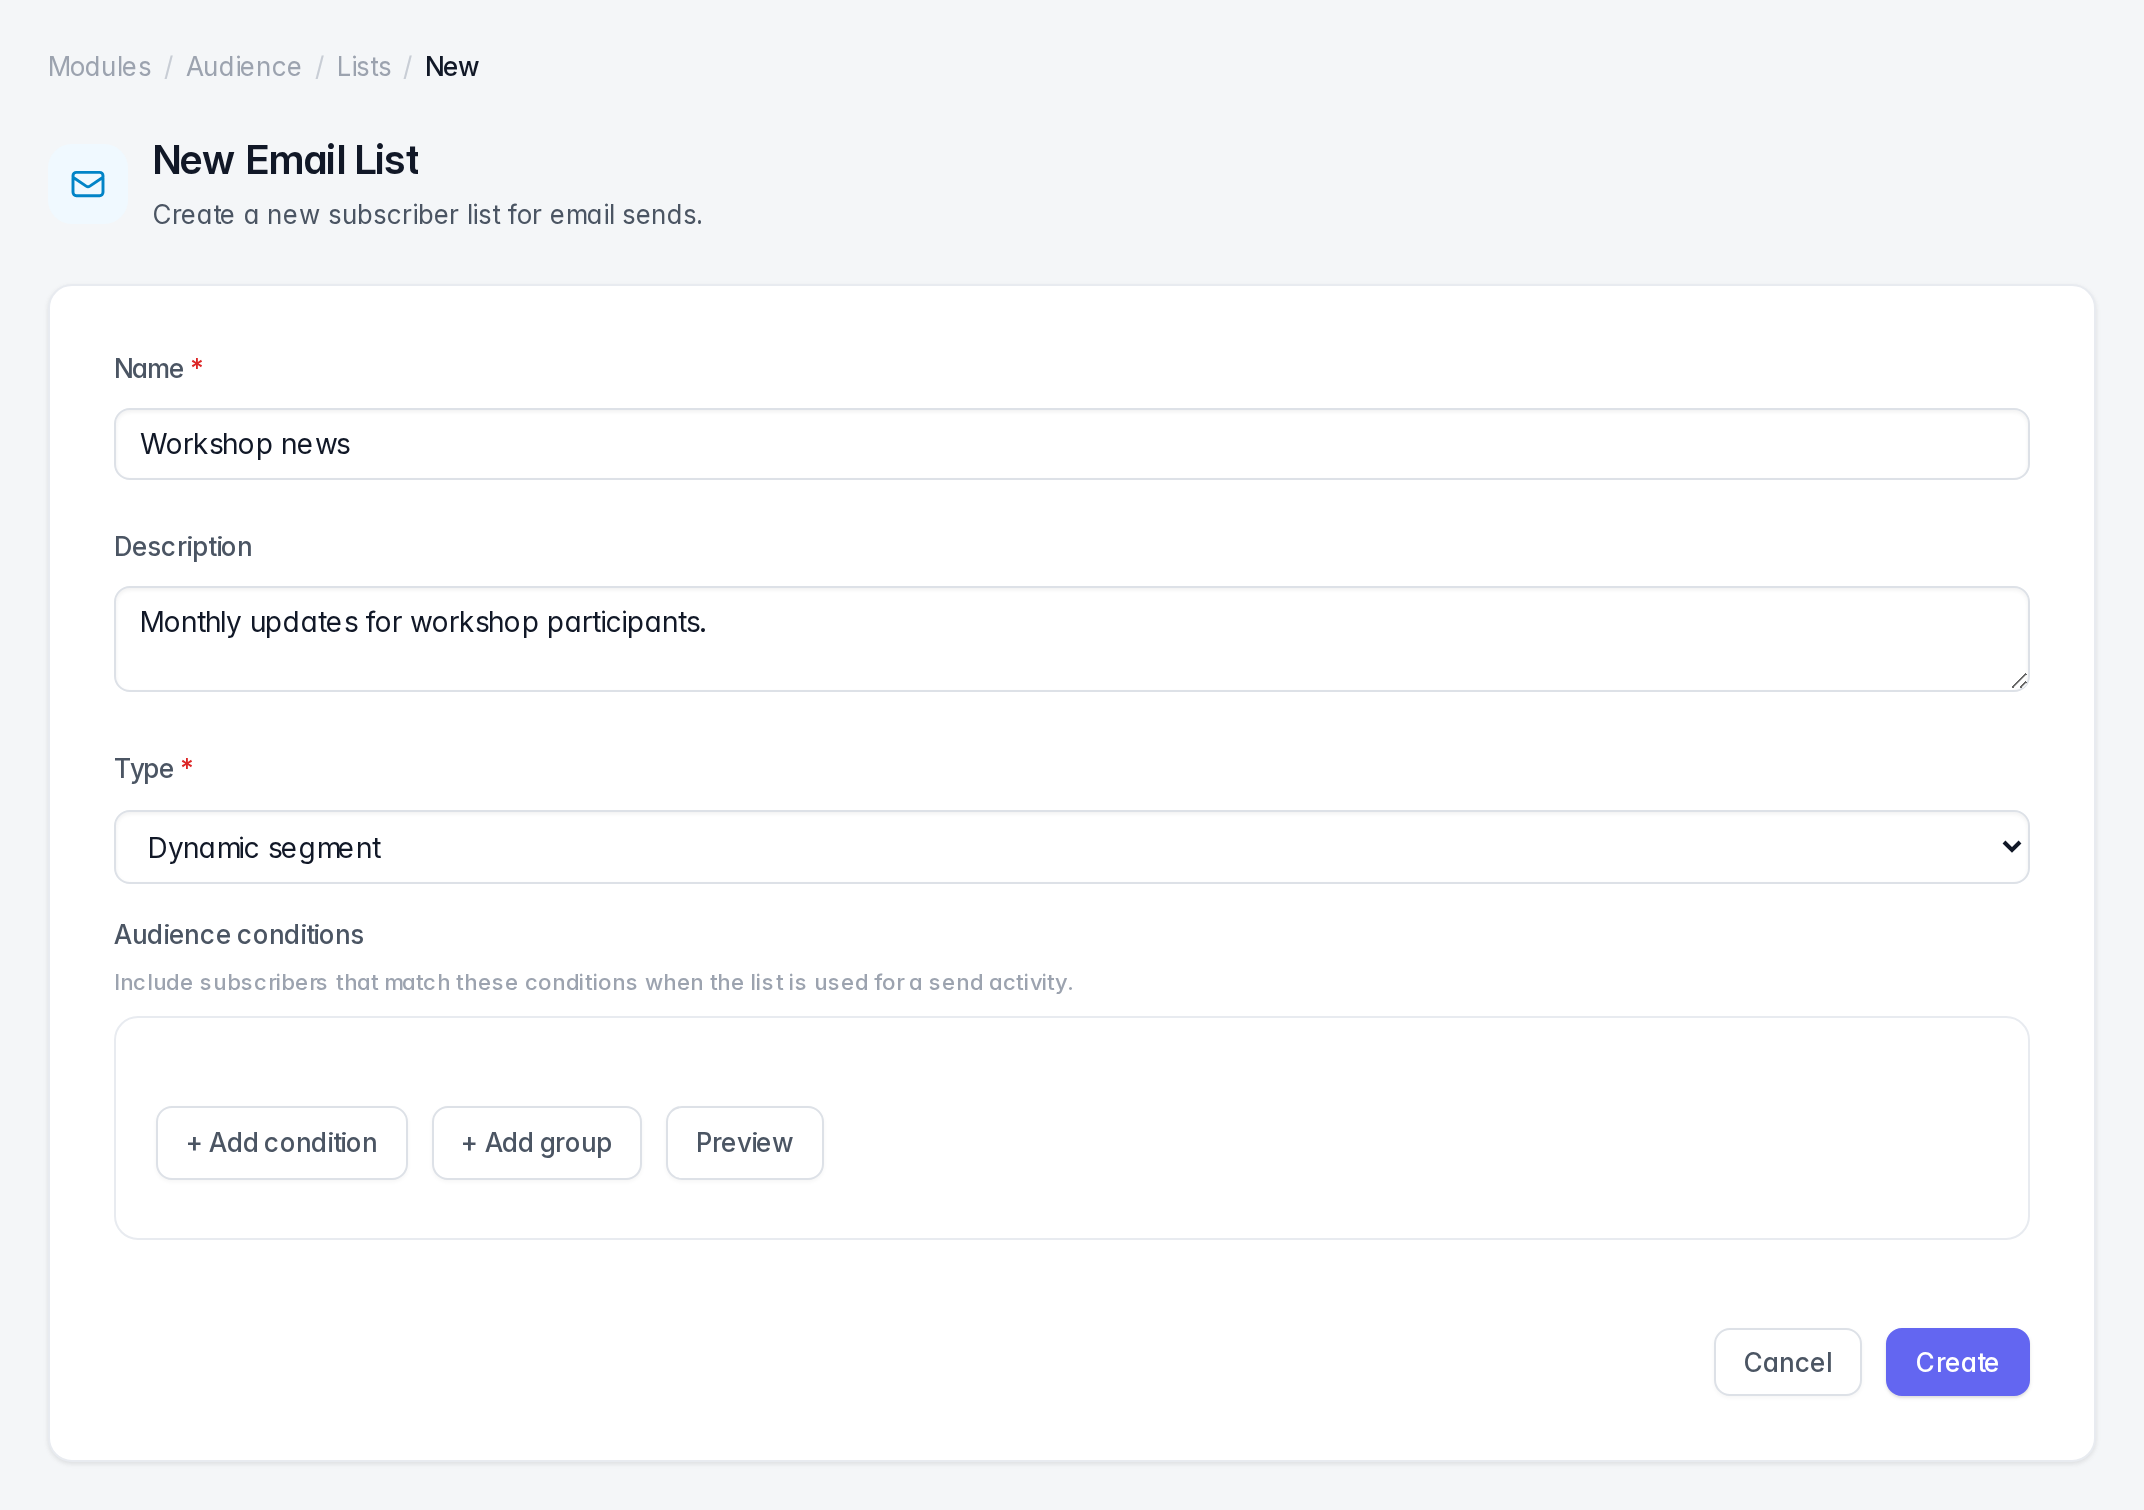 Modules / Audience / Lists / New
New Email List
Create a new subscriber list for email sends.
Name *
Workshop news
Description
Monthly updates for workshop participants.
Type *
Dynamic segment
Audience conditions
Include subscribers that match these conditions when the list is used for a send activity.
+ Add condition
+ Add group
Preview
Cancel
Create